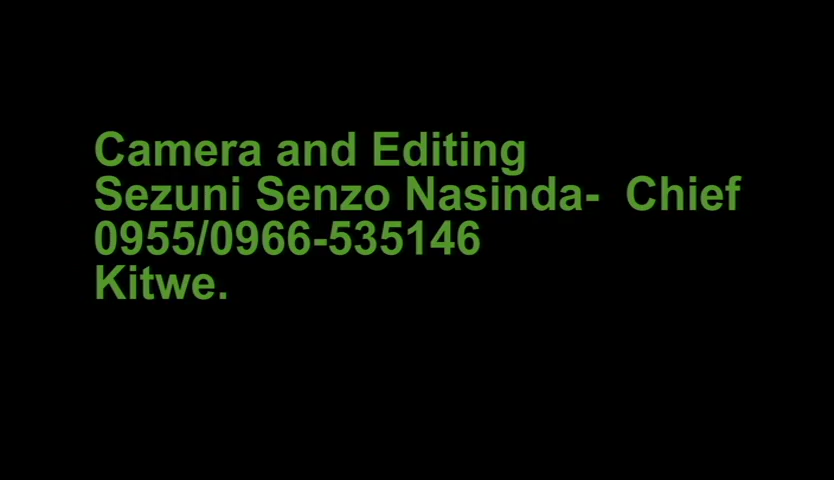 Camera and Editing
Sezuni Senzo Nasinda-  Chief
0955/0966-535146
Kitwe.